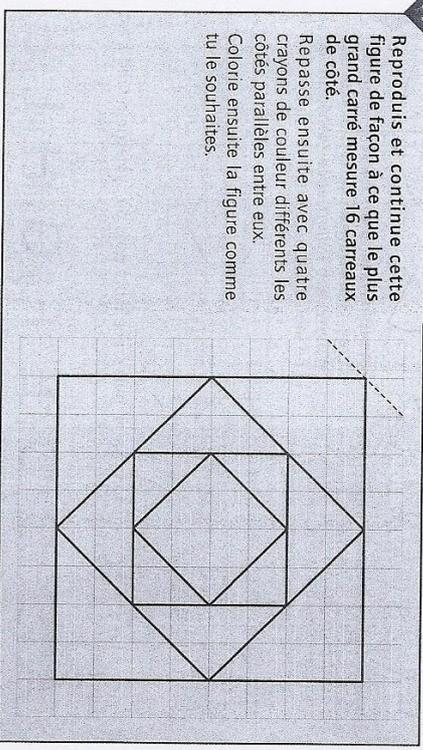 Reproduis et continue cette
figure de façon à ce que le plus
grand carré mesure 16 carreaux
de côté.
Repasse ensuite avec quatre
crayons de couleur différents les
côtés parallèles entre eux.
Colorie ensuite la figure comme
tu le souhaites.